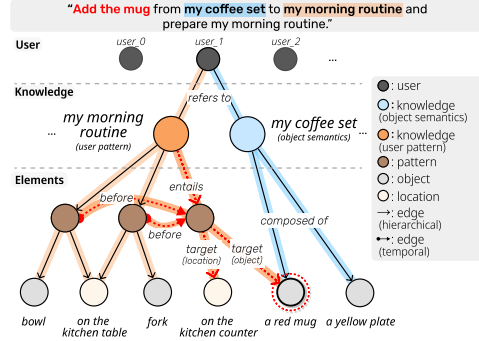 “Add the mug from my coffee set to my morning routine and
prepare my morning routine.”
User
user_0
user_1
user_2
...
refers to
Knowledge
... my morning
routine
(user pattern)
my coffee set
(object semantics)
...
Elements
entails
before
before
target
(location)
target
(object)
composed of
bowl
on the
kitchen table
fork
on the
kitchen counter
a red mug
a yellow plate
: user
: knowledge
(object semantics)
: knowledge
(user pattern)
: pattern
: object
: location
: edge
(hierarchical)
: edge
(temporal)